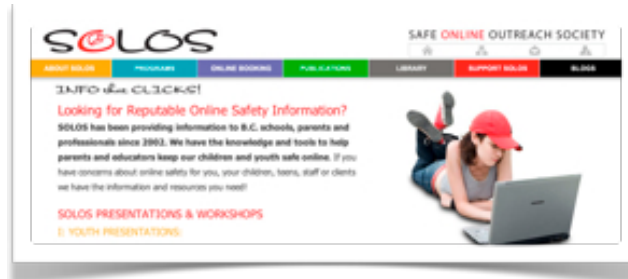 SOLOS
SAFE ONLINE OUTREACH SOCIETY
ABOUT SOLOS PROGRAMS ONLINE BOOKING PUBLICATIONS LIBRARY SUPPORT SOLOS BLOGS
INFO that CLICKS!
Looking for Reputable Online Safety Information?
SOLOS has been providing information to B.C. schools, parents and
professionals since 2002. We have the knowledge and tools to help
parents and educators keep our children and youth safe online. If you
have concerns about online safety for you, your children, teens, staff or clients
we have the information and resources you need!
SOLOS PRESENTATIONS & WORKSHOPS
I: YOUTH PRESENTATIONS: